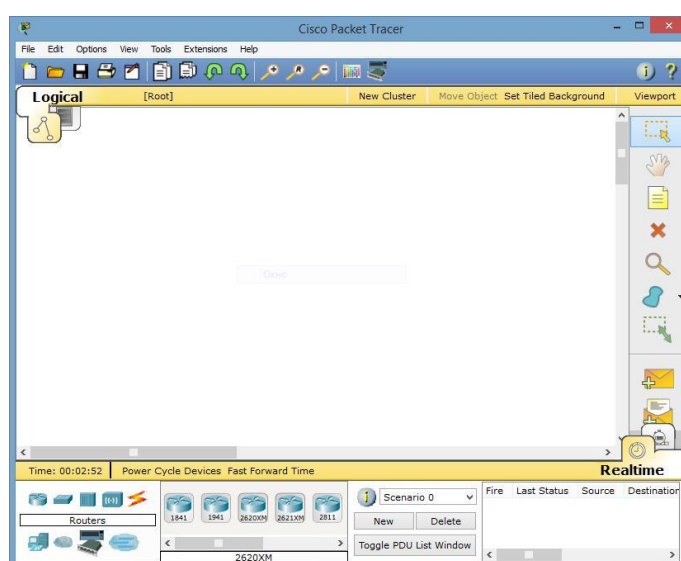 Cisco Packet Tracer
File Edit Options View Tools Extensions Help
Logical [Root] New Cluster Move Object Set Tiled Background Viewport
Time: 00:02:52 Power Cycle Devices Fast Forward Time Realtime
Routers
1841 1941 2620XM 2621XM 2811
2620XM
Scenario 0
New Delete
Toggle PDU List Window
Fire Last Status Source Destination